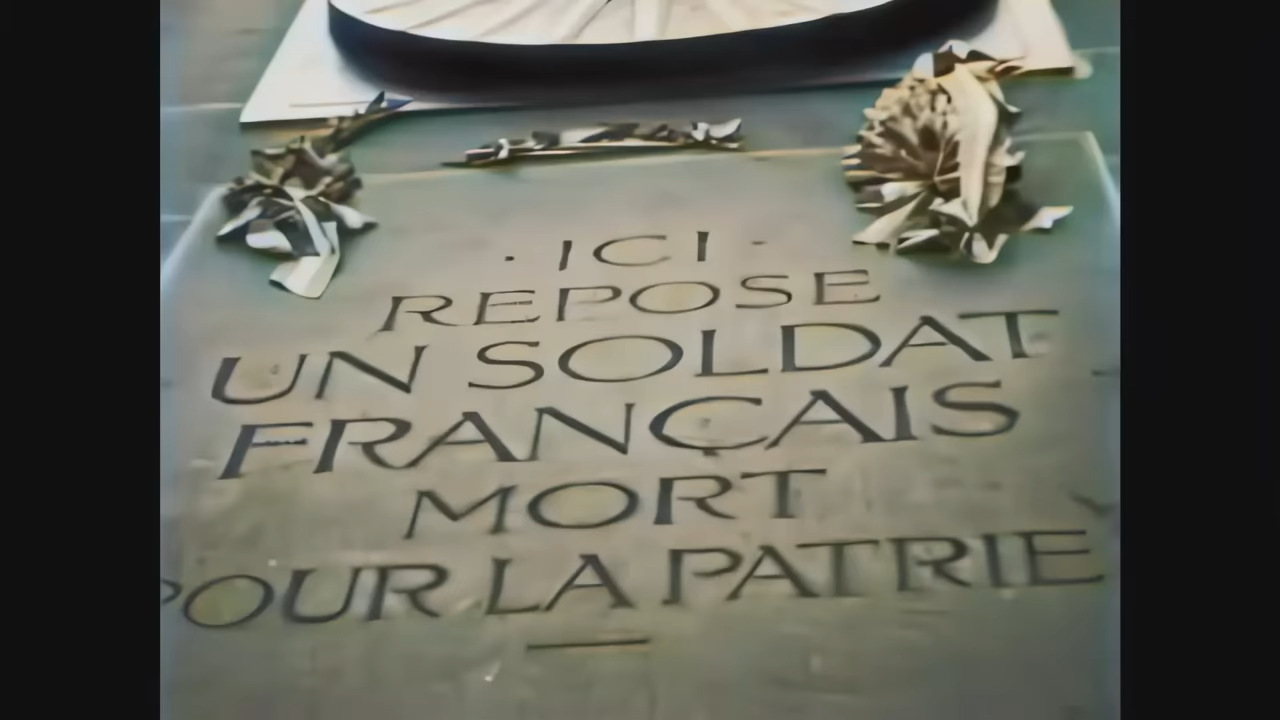 · ICI ·
REPOSE
UN SOLDAT
FRANÇAIS
MORT
POUR LA PATRIE